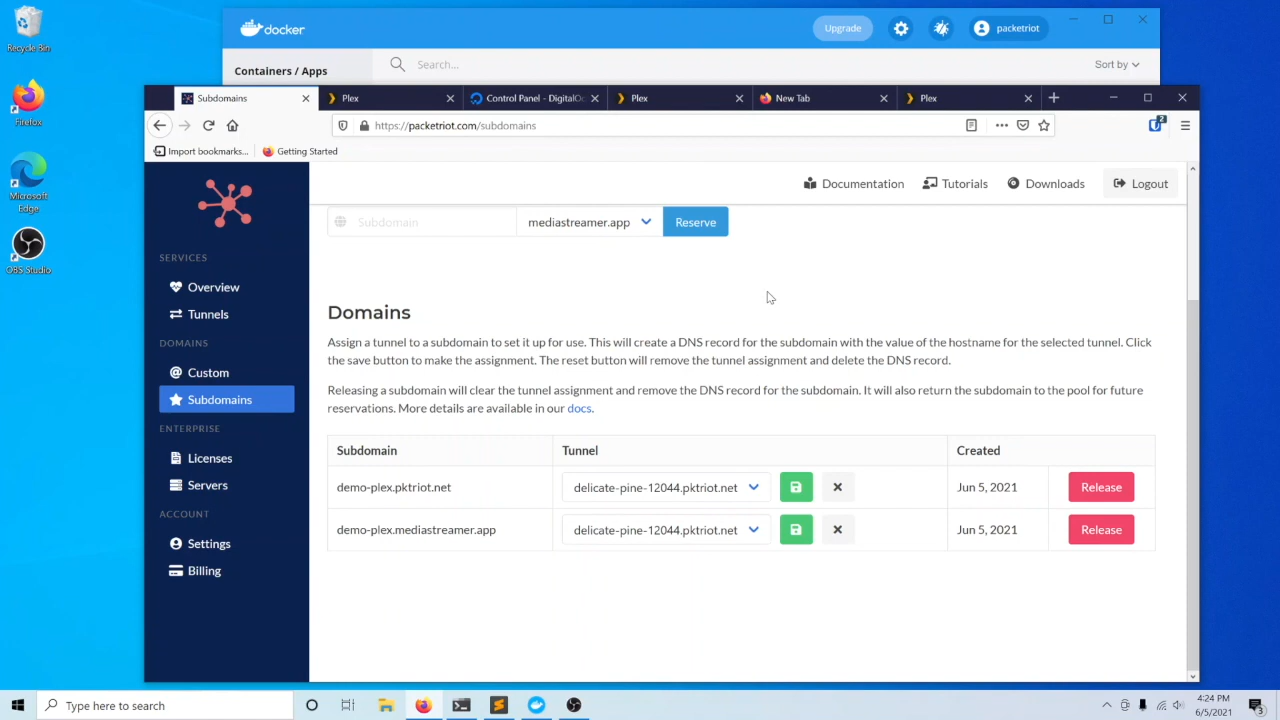 Recycle Bin
Firefox
Microsoft
Edge
OBS Studio
docker
Upgrade
packetriot
Containers / Apps
Search...
Sort by
Subdomains
Plex
Control Panel - DigitalOc
Plex
New Tab
Plex
https://packetriot.com/subdomains
2
Import bookmarks...
Getting Started
Documentation
Tutorials
Downloads
Logout
SERVICES
Overview
Tunnels
DOMAINS
Custom
Subdomains
ENTERPRISE
Licenses
Servers
ACCOUNT
Settings
Billing
Subdomain
mediastreamer.app
Reserve
Domains
Assign a tunnel to a subdomain to set it up for use. This will create a DNS record for the subdomain with the value of the hostname for the selected tunnel. Click
the save button to make the assignment. The reset button will remove the tunnel assignment and delete the DNS record.
Releasing a subdomain will clear the tunnel assignment and remove the DNS record for the subdomain. It will also return the subdomain to the pool for future
reservations. More details are available in our docs.
Subdomain Tunnel Created
demo-plex.pktriot.net delicate-pine-12044.pktriot.net Jun 5, 2021 Release
demo-plex.mediastreamer.app delicate-pine-12044.pktriot.net Jun 5, 2021 Release
Type here to search
4:24 PM
6/5/2021
3